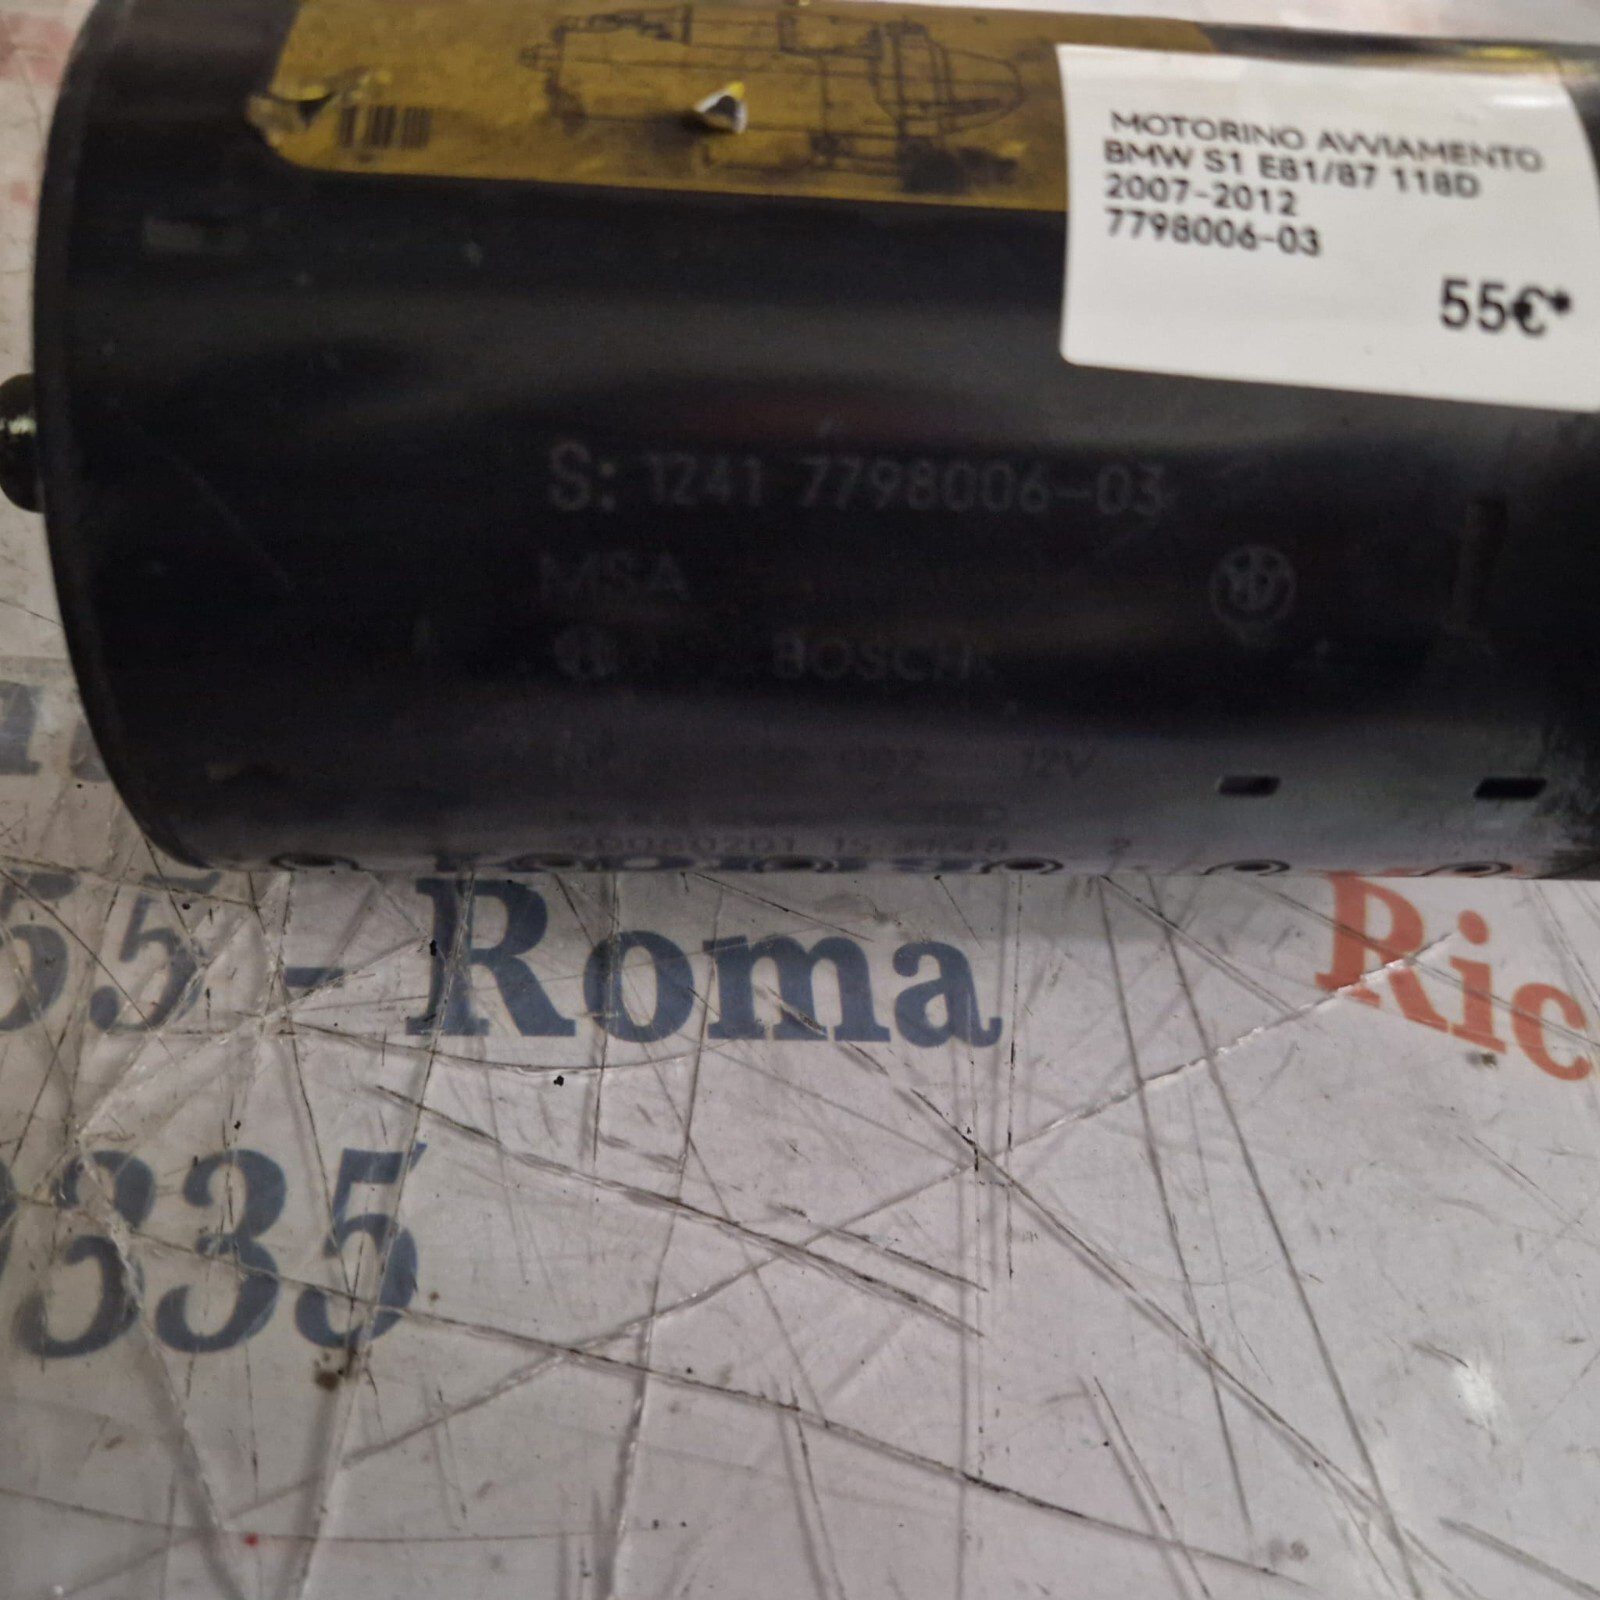 MOTORINO AVVIAMENTO
BMW S1 E81/87 118D
2007-2012
7798006-03
55€*
S: 1241 7798006-03
MSA
BOSCH
12V
55 - Roma
Ric
335